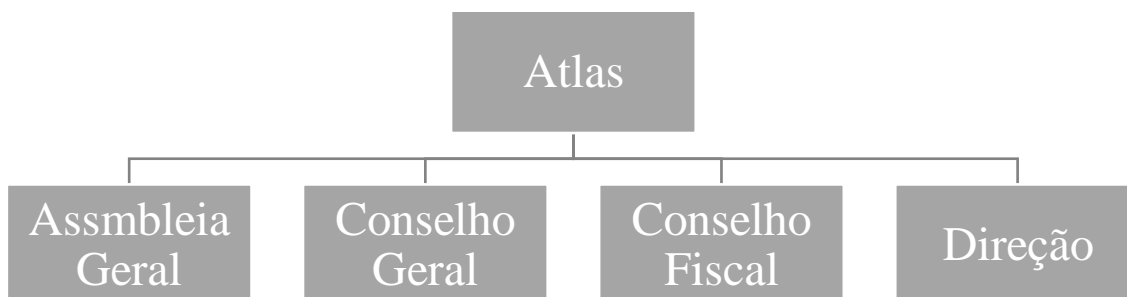 Atlas
Assmbleia
Geral
Conselho
Geral
Conselho
Fiscal
Direção